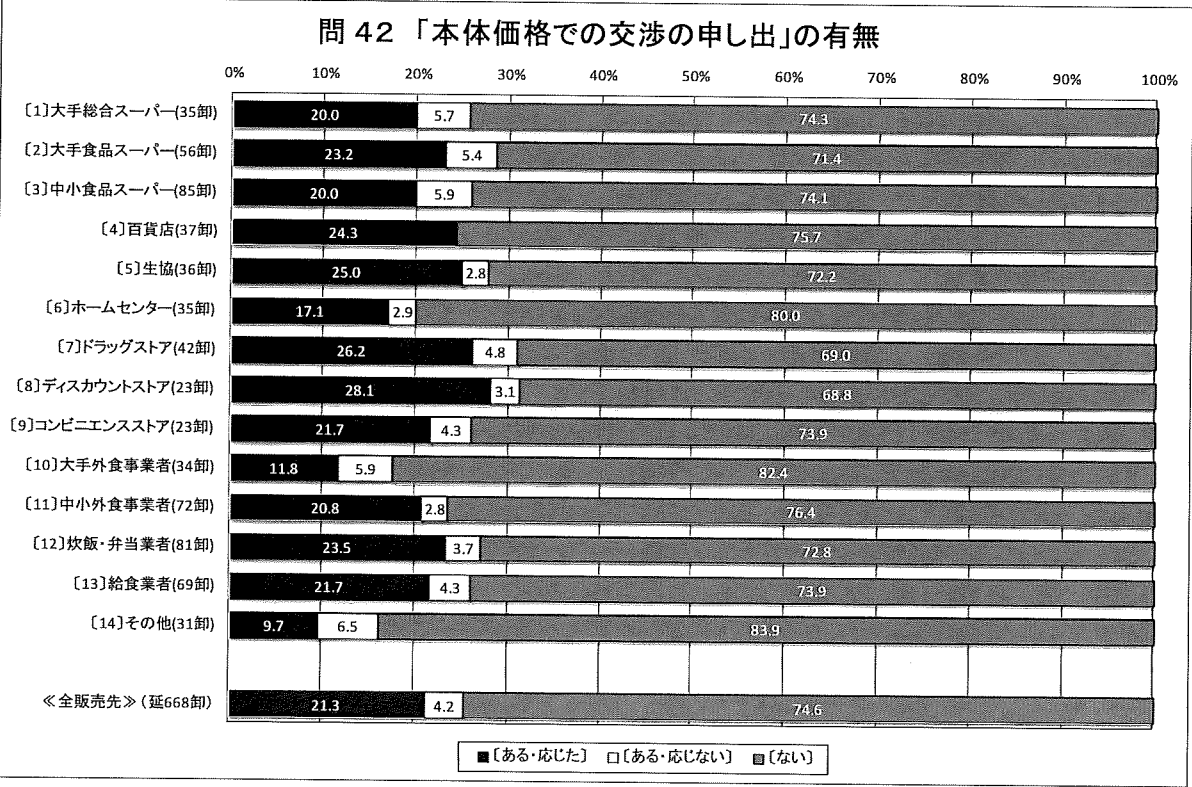 問 42 「本体価格での交渉の申し出」の有無
0% 10% 20% 30% 40% 50% 60% 70% 80% 90% 100%
〔1〕大手総合スーパー(35卸) 20.0 5.7 74.3
〔2〕大手食品スーパー(56卸) 23.2 5.4 71.4
〔3〕中小食品スーパー(85卸) 20.0 5.9 74.1
〔4〕百貨店(37卸) 24.3 75.7
〔5〕生協(36卸) 25.0 2.8 72.2
〔6〕ホームセンター(35卸) 17.1 2.9 80.0
〔7〕ドラッグストア(42卸) 26.2 4.8 69.0
〔8〕ディスカウントストア(23卸) 28.1 3.1 68.8
〔9〕コンビニエンスストア(23卸) 21.7 4.3 73.9
〔10〕大手外食事業者(34卸) 11.8 5.9 82.4
〔11〕中小外食事業者(72卸) 20.8 2.8 76.4
〔12〕炊飯・弁当業者(81卸) 23.5 3.7 72.8
〔13〕給食業者(69卸) 21.7 4.3 73.9
〔14〕その他(31卸) 9.7 6.5 83.9
≪全販売先≫(延668卸) 21.3 4.2 74.6
〔ある・応じた〕 〔ある・応じない〕 〔ない〕